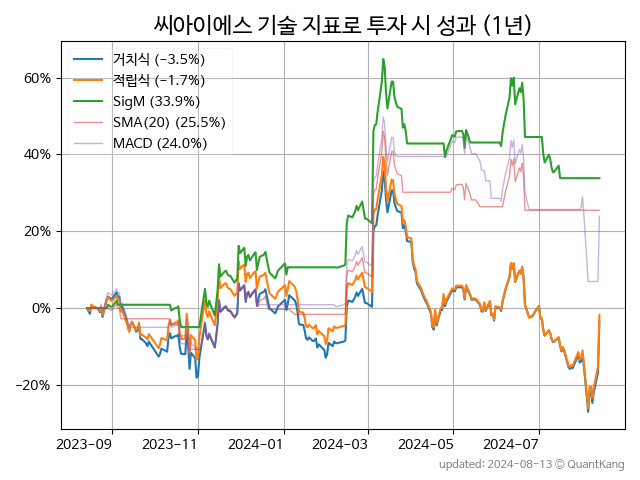 씨아이에스 기술 지표로 투자 시 성과 (1년)
거치식 (−3.5%)
적립식 (−1.7%)
SigM (33.9%)
SMA(20) (25.5%)
MACD (24.0%)
60%
40%
20%
0%
−20%
2023-09 2023-11 2024-01 2024-03 2024-05 2024-07
updated: 2024-08-13 © QuantKang